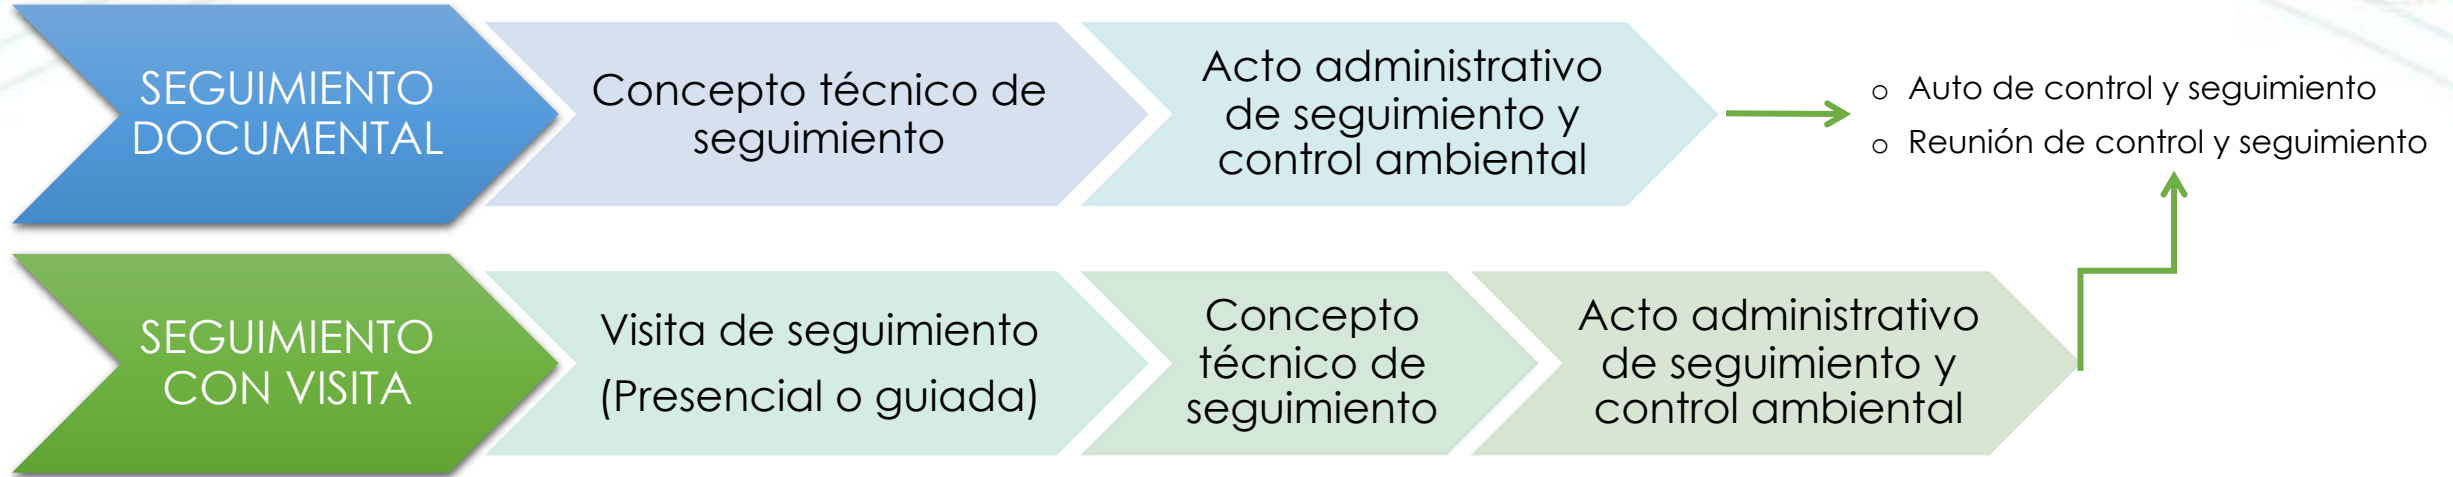 SEGUIMIENTO
DOCUMENTAL
Concepto técnico de
seguimiento
Acto administrativo
de seguimiento y
control ambiental
o Auto de control y seguimiento
o Reunión de control y seguimiento
SEGUIMIENTO
CON VISITA
Visita de seguimiento
(Presencial o guiada)
Concepto
técnico de
seguimiento
Acto administrativo
de seguimiento y
control ambiental